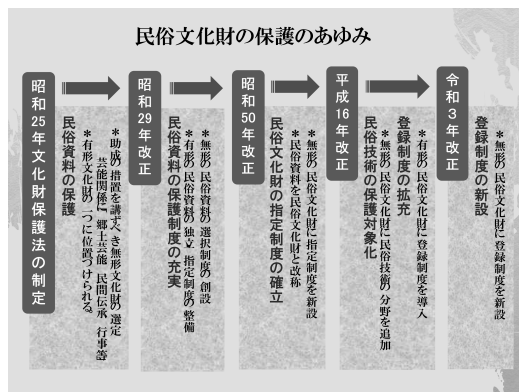 民俗文化財の保護のあゆみ
昭和25年文化財保護法の制定
民俗資料の保護
＊有形文化財の一つに位置づけられる。
＊助成の措置を講ずべき無形文化財の選定
芸能関係に「郷土芸能 民間伝承 行事等」
昭和29年改正
民俗資料の保護制度の充実
＊有形の民俗資料の独立 指定制度の整備
＊無形の民俗資料の選択制度の創設
昭和50年改正
民俗文化財の指定制度の確立
＊民俗資料を民俗文化財と改称
＊無形の民俗文化財に指定制度を新設
平成16年改正
民俗技術の保護対象化
＊無形の民俗文化財に民俗技術の分野を追加
登録制度の拡充
＊有形の民俗文化財に登録制度を導入
令和3年改正
登録制度の新設
＊無形の民俗文化財に登録制度を新設